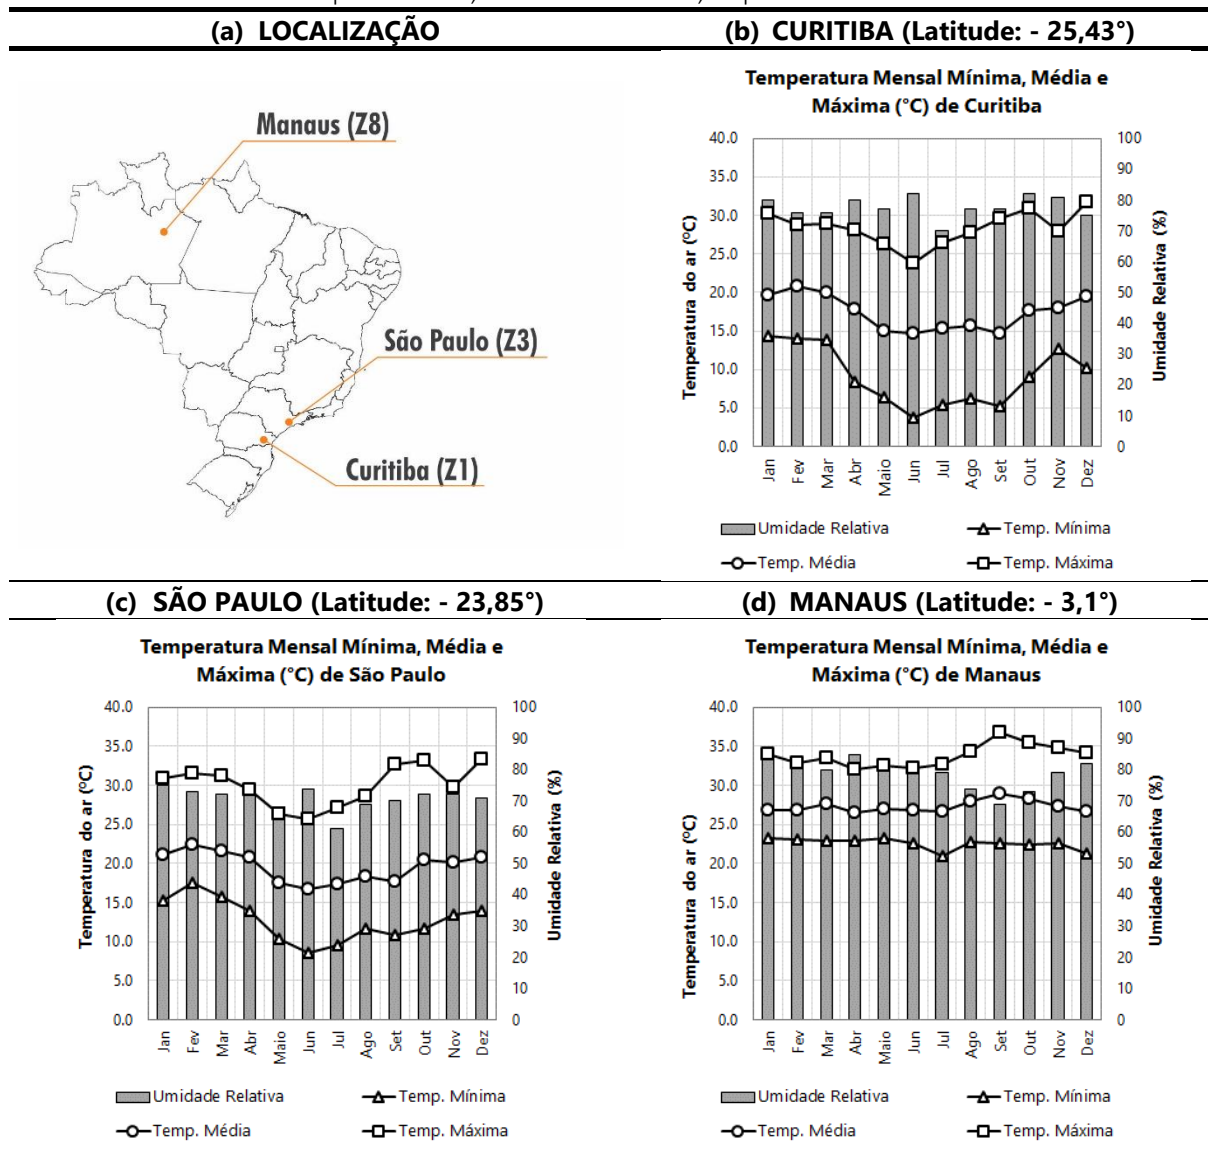 (a) LOCALIZAÇÃO
Manaus (Z8)
São Paulo (Z3)
Curitiba (Z1)
(b) CURITIBA (Latitude: - 25,43°)
Temperatura Mensal Mínima, Média e
Máxima (°C) de Curitiba
Temperatura do ar (°C)
40.0
35.0
30.0
25.0
20.0
15.0
10.0
5.0
0.0
100
90
80
70
60
50
40
30
20
10
0
Umidade Relativa (%)
Jan Fev Mar Abr Maio Jun Jul Ago Set Out Nov Dez
Umidade Relativa Temp. Mínima
Temp. Média Temp. Máxima
(c) SÃO PAULO (Latitude: - 23,85°)
Temperatura Mensal Mínima, Média e
Máxima (°C) de São Paulo
Temperatura do ar (°C)
40.0
35.0
30.0
25.0
20.0
15.0
10.0
5.0
0.0
100
90
80
70
60
50
40
30
20
10
0
Umidade Relativa (%)
Jan Fev Mar Abr Maio Jun Jul Ago Set Out Nov Dez
Umidade Relativa Temp. Mínima
Temp. Média Temp. Máxima
(d) MANAUS (Latitude: - 3,1°)
Temperatura Mensal Mínima, Média e
Máxima (°C) de Manaus
Temperatura do ar (°C)
40.0
35.0
30.0
25.0
20.0
15.0
10.0
5.0
0.0
100
90
80
70
60
50
40
30
20
10
0
Umidade Relativa (%)
Jan Fev Mar Abr Maio Jun Jul Ago Set Out Nov Dez
Umidade Relativa Temp. Mínima
Temp. Média Temp. Máxima